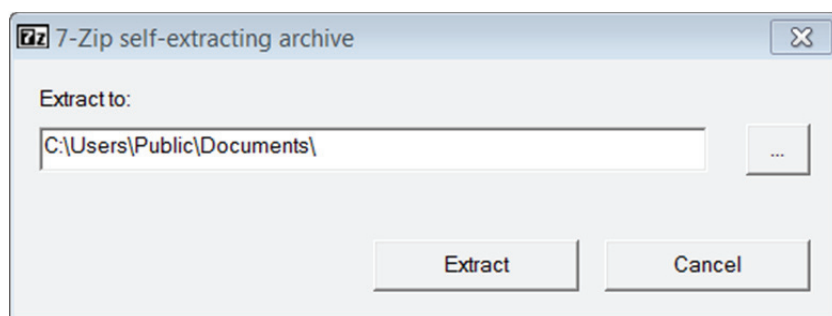 7z 7-Zip self-extracting archive
Extract to:
C:\Users\Public\Documents\
...
Extract Cancel